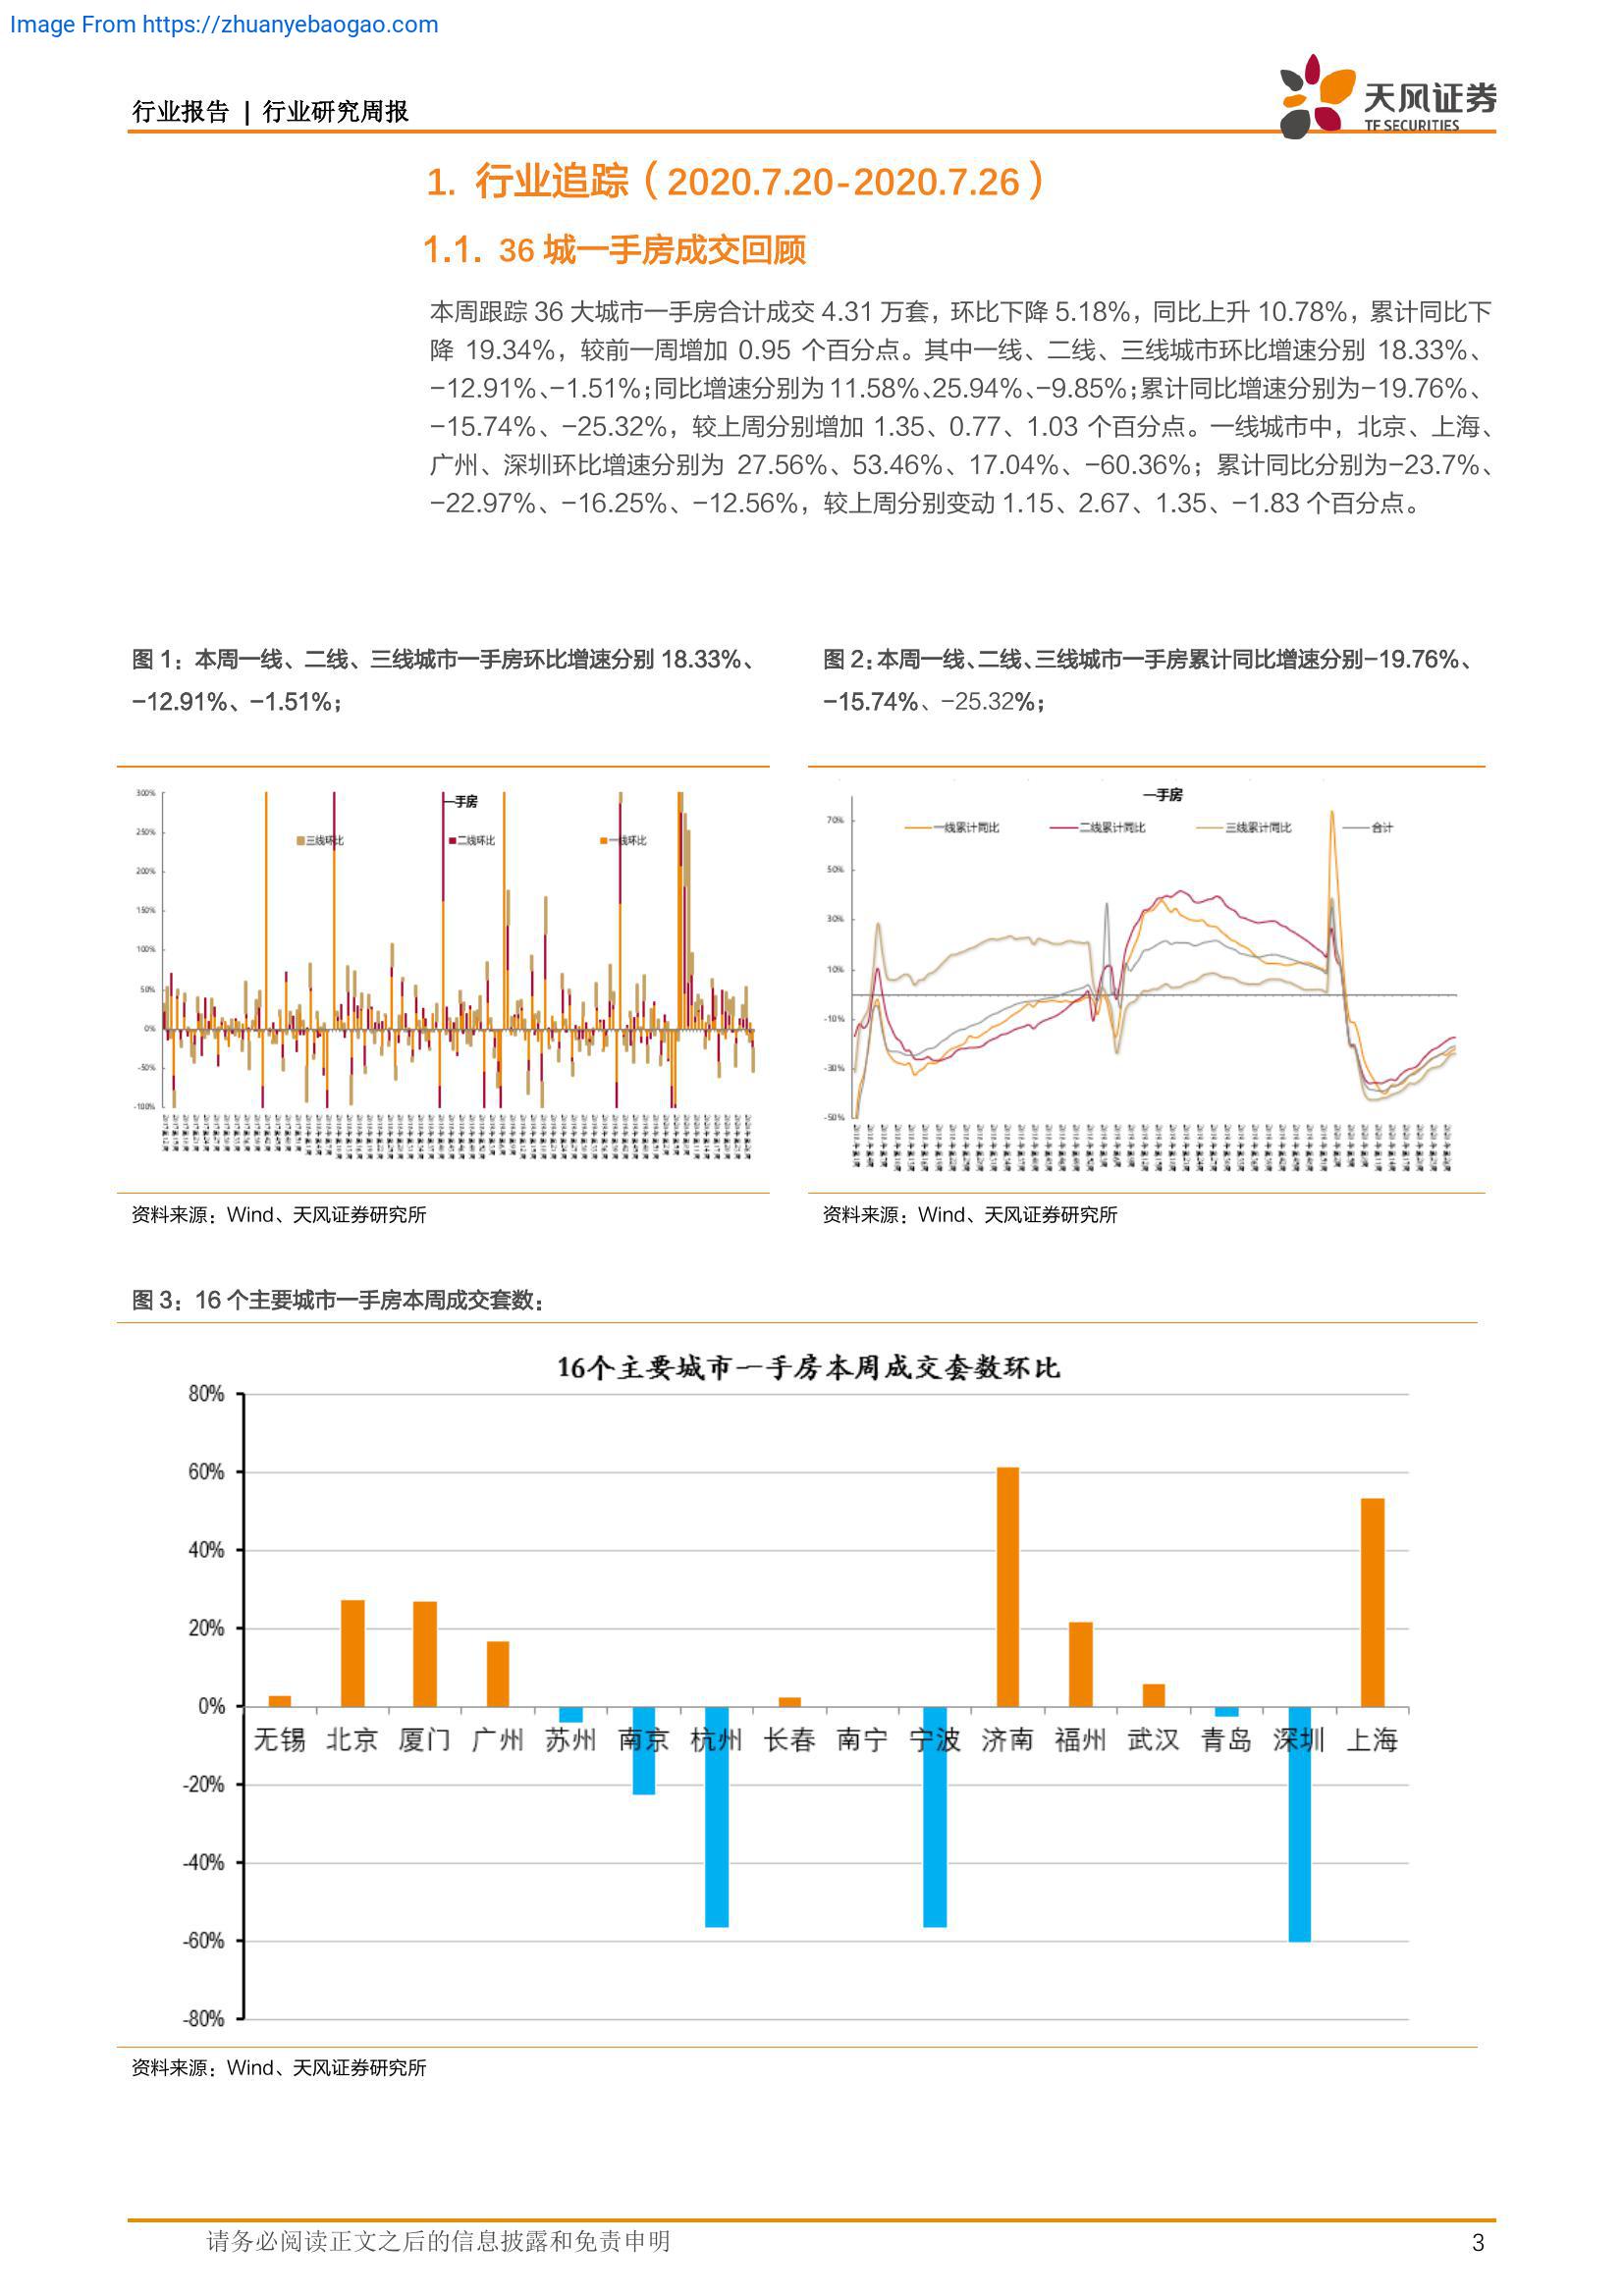 Image From https://zhuanyebaogao.com
行业报告 | 行业研究周报
天风证券
TF SECURITIES
1. 行业追踪（2020.7.20-2020.7.26）
1.1. 36 城一手房成交回顾
本周跟踪 36 大城市一手房合计成交 4.31 万套，环比下降 5.18%，同比上升 10.78%，累计同比下
降 19.34%，较前一周增加 0.95 个百分点。其中一线、二线、三线城市环比增速分别 18.33%、
-12.91%、-1.51%；同比增速分别为 11.58%、25.94%、-9.85%；累计同比增速分别为-19.76%、
-15.74%、-25.32%，较上周分别增加 1.35、0.77、1.03 个百分点。一线城市中，北京、上海、
广州、深圳环比增速分别为 27.56%、53.46%、17.04%、-60.36%；累计同比分别为-23.7%、
-22.97%、-16.25%、-12.56%，较上周分别变动 1.15、2.67、1.35、-1.83 个百分点。
图 1：本周一线、二线、三线城市一手房环比增速分别 18.33%、
-12.91%、-1.51%；
一手房
三线环比 二线环比 一线环比
300%
250%
200%
150%
100%
50%
0%
-50%
-100%
资料来源：Wind、天风证券研究所
图 2：本周一线、二线、三线城市一手房累计同比增速分别-19.76%、
-15.74%、-25.32%；
一手房
一线累计同比 二线累计同比 三线累计同比 合计
70%
50%
30%
10%
-10%
-30%
-50%
资料来源：Wind、天风证券研究所
图 3：16 个主要城市一手房本周成交套数：
16个主要城市一手房本周成交套数环比
80%
60%
40%
20%
0%
无锡 北京 厦门 广州 苏州 南京 杭州 长春 南宁 宁波 济南 福州 武汉 青岛 深圳 上海
-20%
-40%
-60%
-80%
资料来源：Wind、天风证券研究所
请务必阅读正文之后的信息披露和免责申明
3